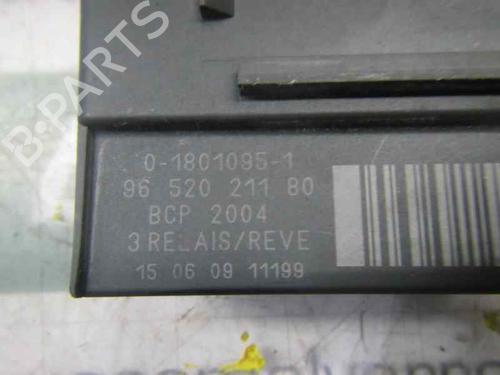 B-PARTS
0-1801095-1
96 520 211 80
BCP 2004
3 RELAIS/REVE
15 06 09 11199